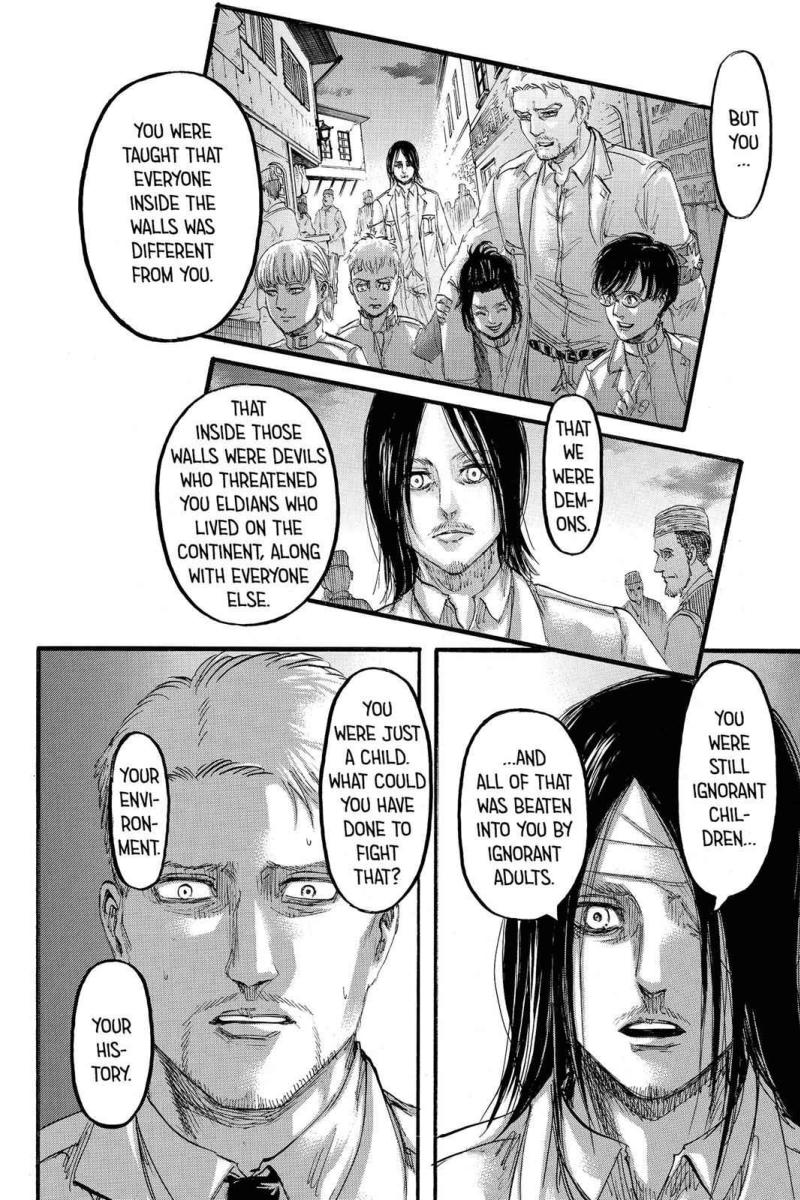 BUT
YOU
...
YOU WERE
TAUGHT THAT
EVERYONE
INSIDE THE
WALLS WAS
DIFFERENT
FROM YOU.
THAT
WE
WERE
DEM-
ONS.
THAT
INSIDE THOSE
WALLS WERE DEVILS
WHO THREATENED
YOU ELDIANS WHO
LIVED ON THE
CONTINENT, ALONG
WITH EVERYONE
ELSE.
YOU
WERE
STILL
IGNORANT
CHIL-
DREN...
...AND
ALL OF THAT
WAS BEATEN
INTO YOU BY
IGNORANT
ADULTS.
YOU
WERE JUST
A CHILD.
WHAT COULD
YOU HAVE
DONE TO
FIGHT
THAT?
YOUR
ENVI-
RON-
MENT.
YOUR
HIS-
TORY.